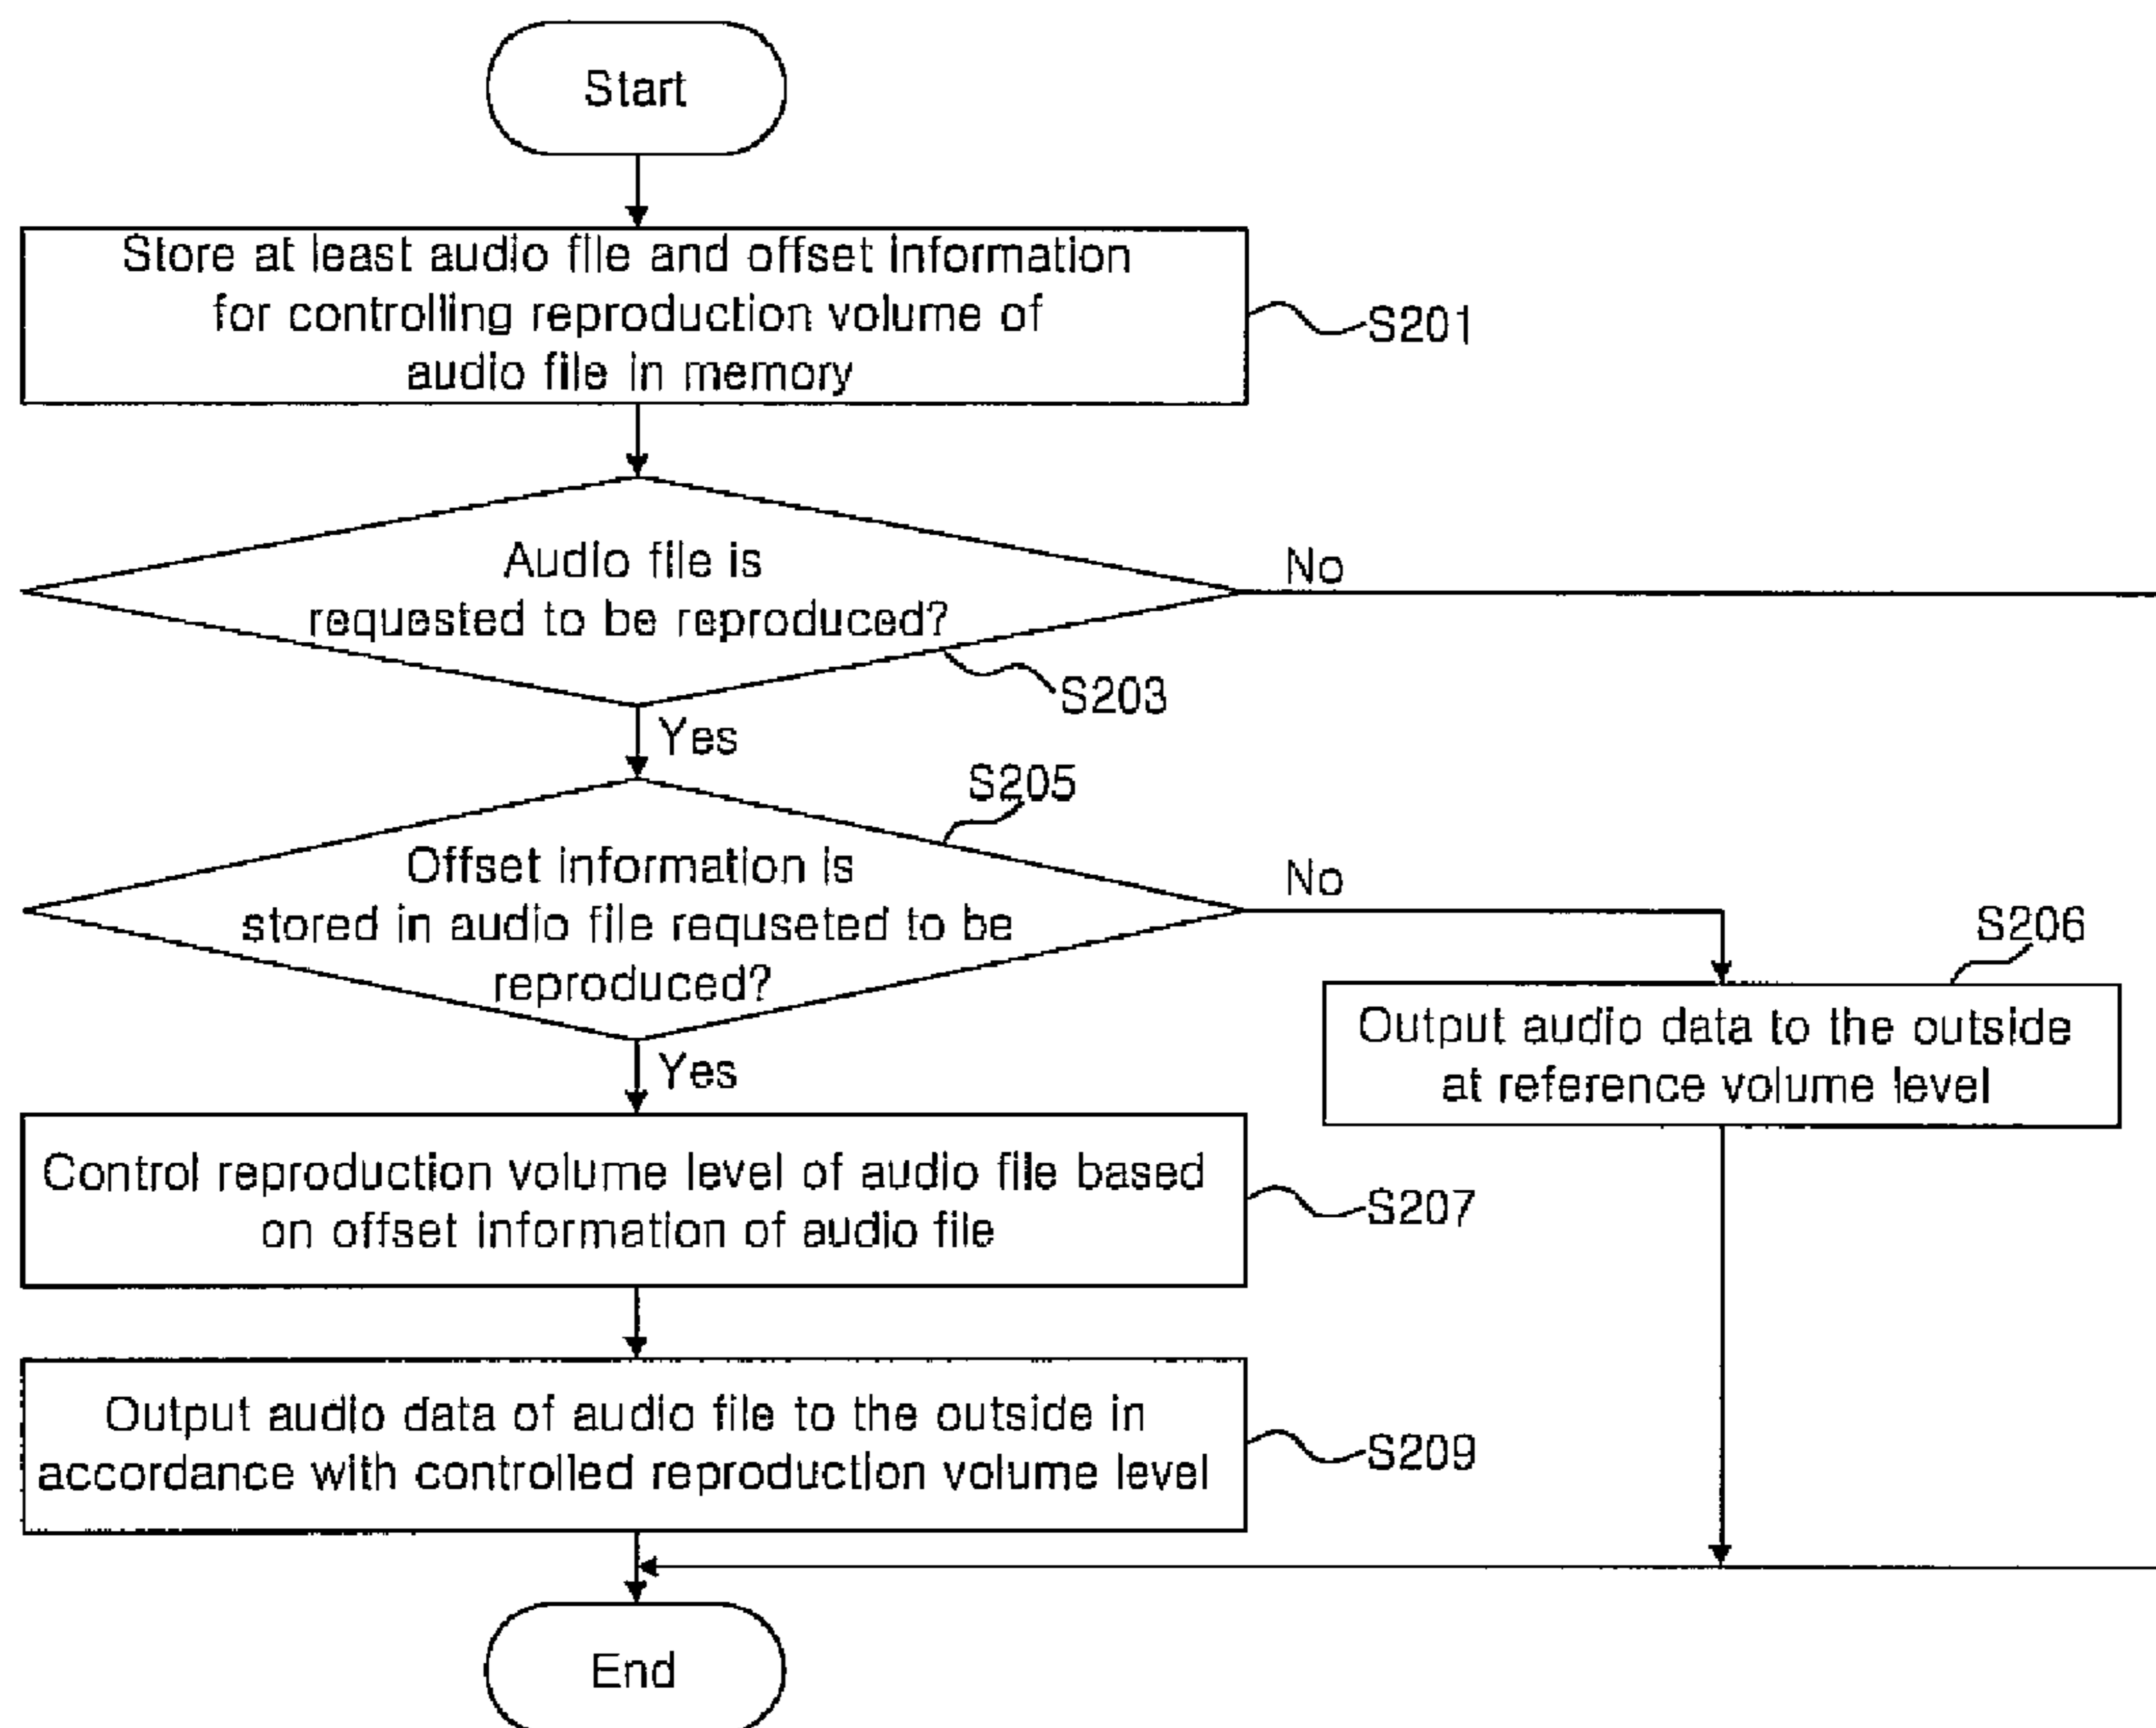 Start
Store at least audio file and offset information
for controlling reproduction volume of
audio file in memory
S201
Audio file is
requested to be reproduced?
No
S203
Yes
S205
Offset information is
stored in audio file requseted to be
reproduced?
No
S206
Output audio data to the outside
at reference volume level
Yes
Control reproduction volume level of audio file based
on offset information of audio file
S207
Output audio data of audio file to the outside in
accordance with controlled reproduction volume level
S209
End